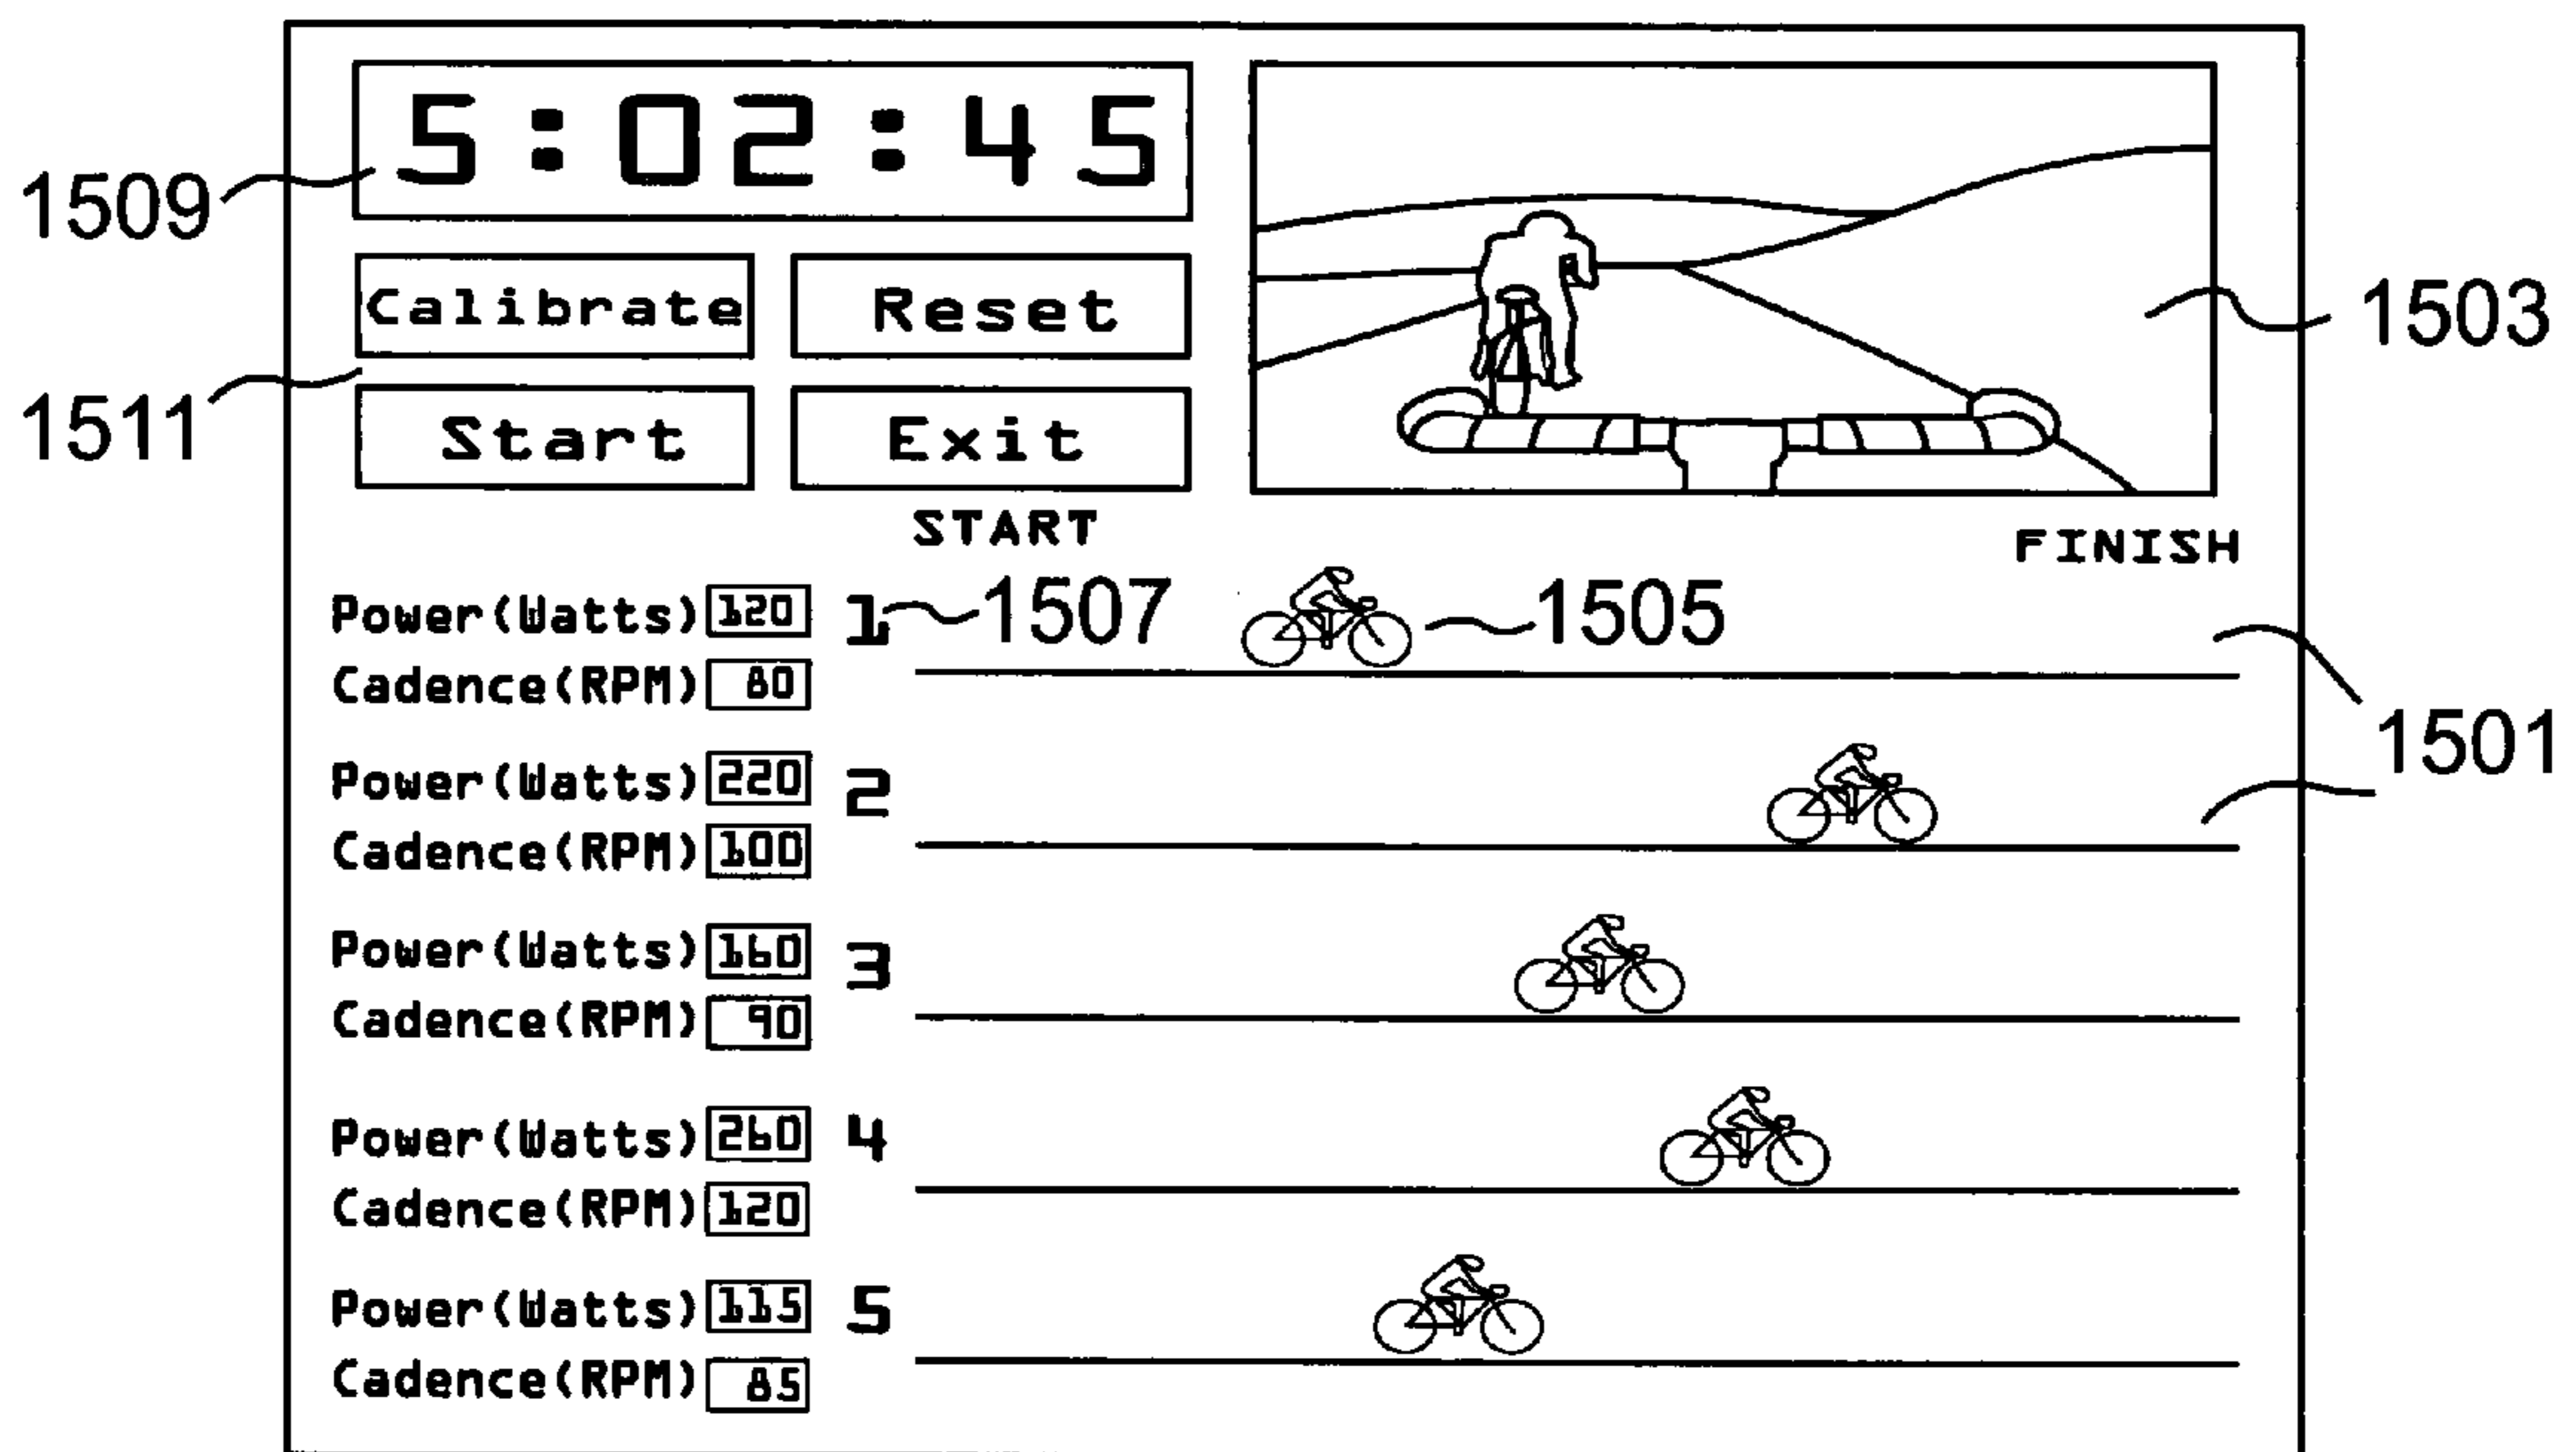 5:02:45
1509
Calibrate Reset
1503
1511
Start Exit
START
FINISH
Power(Watts) 120 1 1507 1505
Cadence(RPM) 80
1501
Power(Watts) 220 2
Cadence(RPM) 100
Power(Watts) 160 3
Cadence(RPM) 90
Power(Watts) 260 4
Cadence(RPM) 120
Power(Watts) 115 5
Cadence(RPM) 85